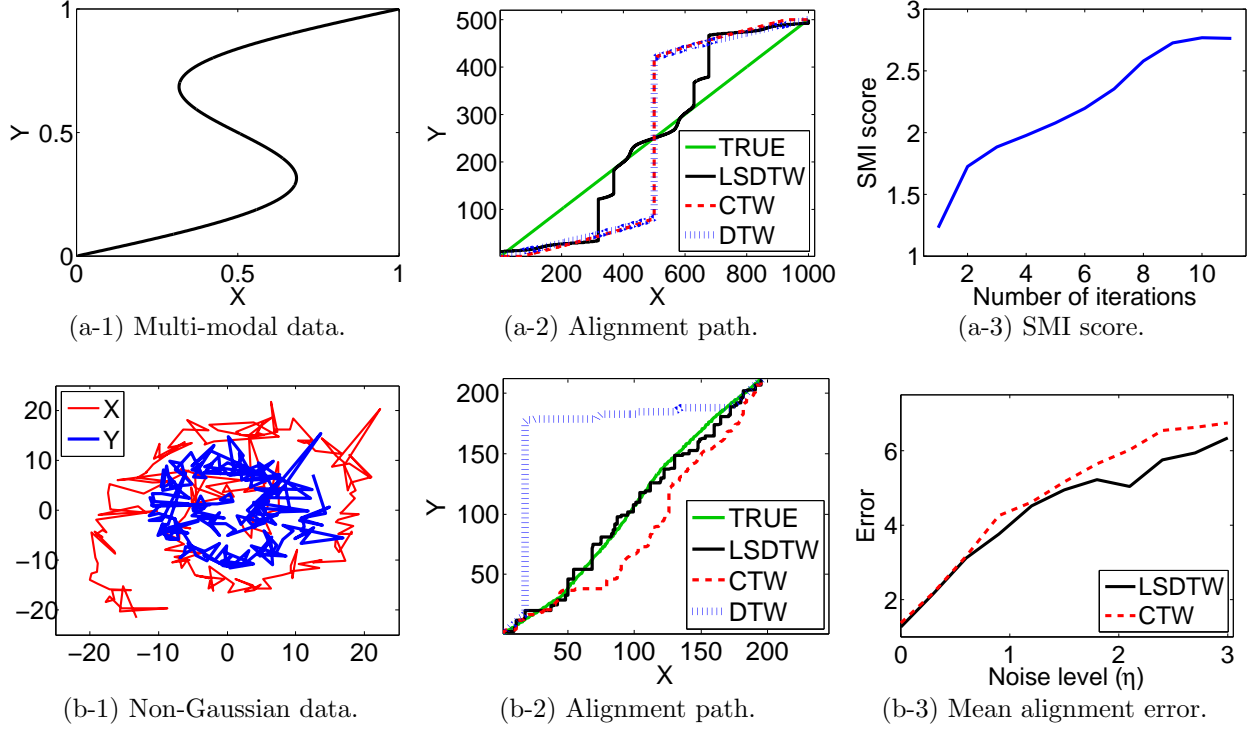 1
0.5
0
0
0.5
1
Y
X
(a-1) Multi-modal data.
500
400
300
200
100
200
400
600
800
1000
Y
X
TRUE
LSDTW
CTW
DTW
(a-2) Alignment path.
3
2.5
2
1.5
1
2
4
6
8
10
SMI score
Number of iterations
(a-3) SMI score.
20
10
0
−10
−20
−20
−10
0
10
20
X
Y
(b-1) Non-Gaussian data.
200
150
100
50
50
100
150
200
Y
X
TRUE
LSDTW
CTW
DTW
(b-2) Alignment path.
6
4
2
0
1
2
3
Error
Noise level (η)
LSDTW
CTW
(b-3) Mean alignment error.